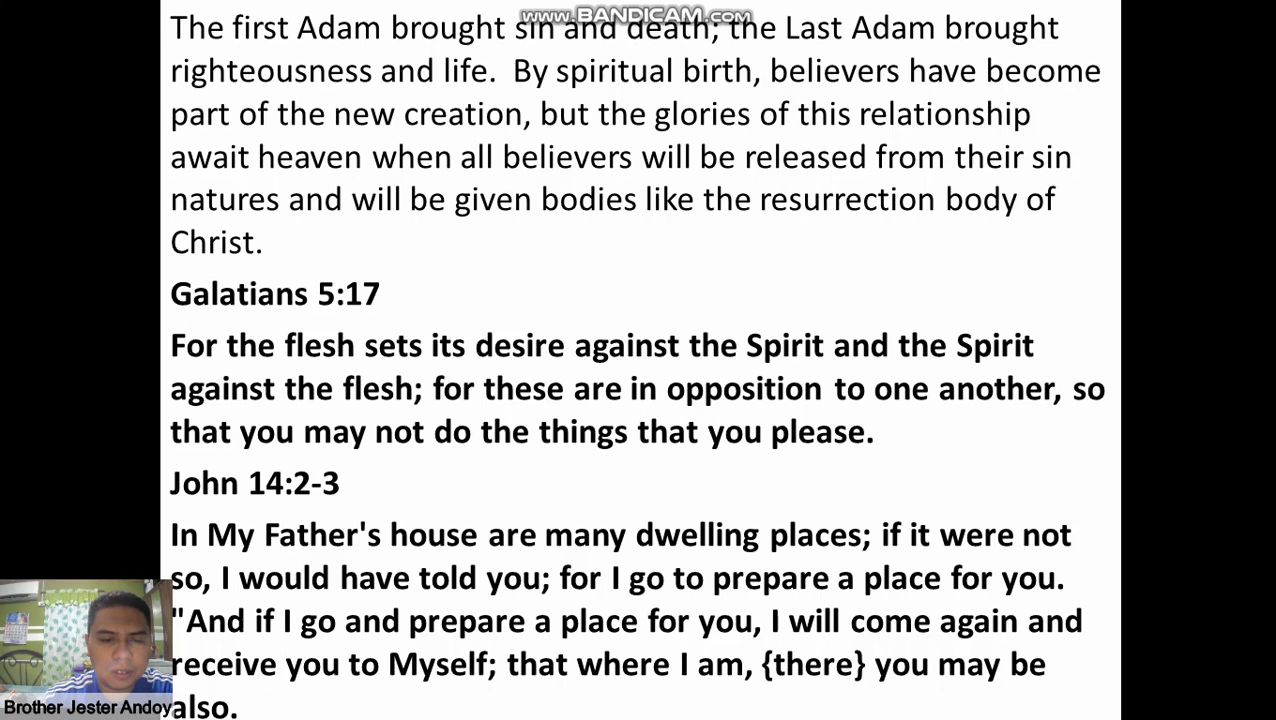 www.BANDICAM.com
The first Adam brought sin and death; the Last Adam brought
righteousness and life.  By spiritual birth, believers have become
part of the new creation, but the glories of this relationship
await heaven when all believers will be released from their sin
natures and will be given bodies like the resurrection body of
Christ.
Galatians 5:17
For the flesh sets its desire against the Spirit and the Spirit
against the flesh; for these are in opposition to one another, so
that you may not do the things that you please.
John 14:2-3
In My Father's house are many dwelling places; if it were not
so, I would have told you; for I go to prepare a place for you.
"And if I go and prepare a place for you, I will come again and
receive you to Myself; that where I am, {there} you may be
also.
Brother Jester Andoy